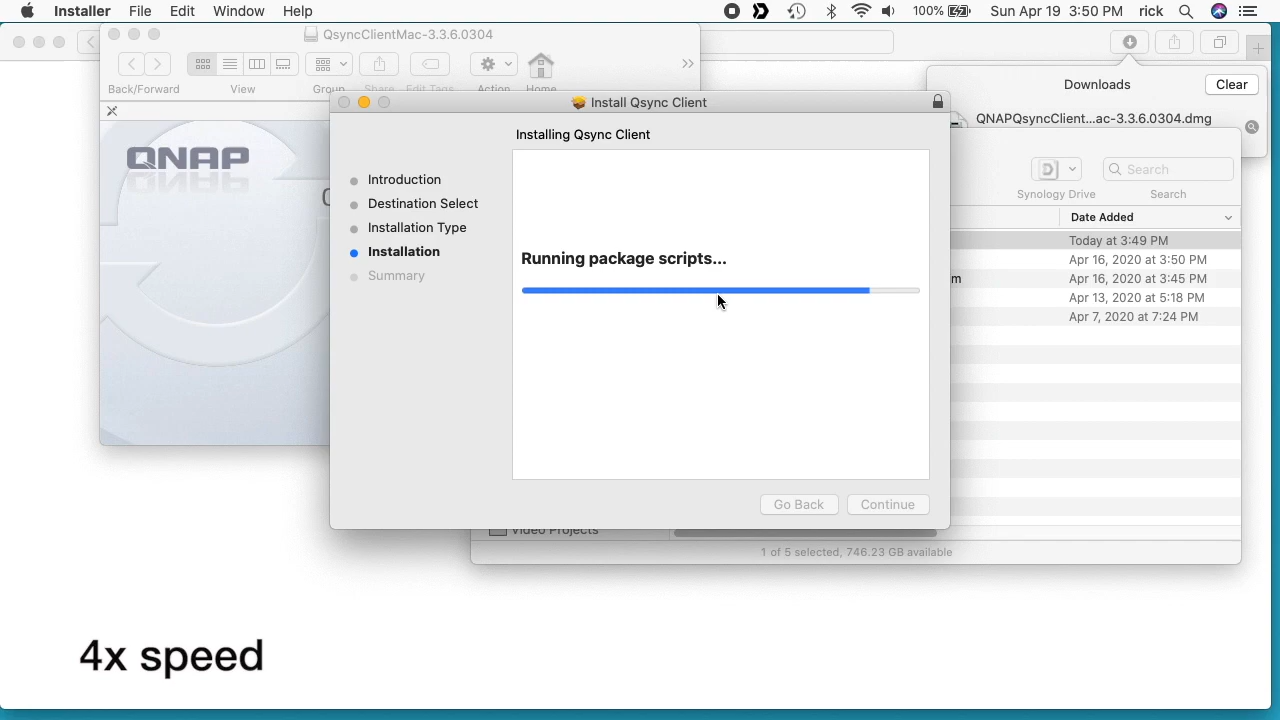 Installer File Edit Window Help 100% Sun Apr 19 3:50 PM rick
QsyncClientMac-3.3.6.0304
Back/Forward View Group Share Edit Tags Action Home
Downloads Clear
QNAPQsyncClient...ac-3.3.6.0304.dmg
QNAP
Install Qsync Client
Installing Qsync Client
Introduction
Destination Select
Installation Type
Installation
Summary
Running package scripts...
Go Back Continue
D Search
Synology Drive Search
Date Added
Today at 3:49 PM
Apr 16, 2020 at 3:50 PM
m Apr 16, 2020 at 3:45 PM
Apr 13, 2020 at 5:18 PM
Apr 7, 2020 at 7:24 PM
Video Projects
1 of 5 selected, 746.23 GB available
4x speed